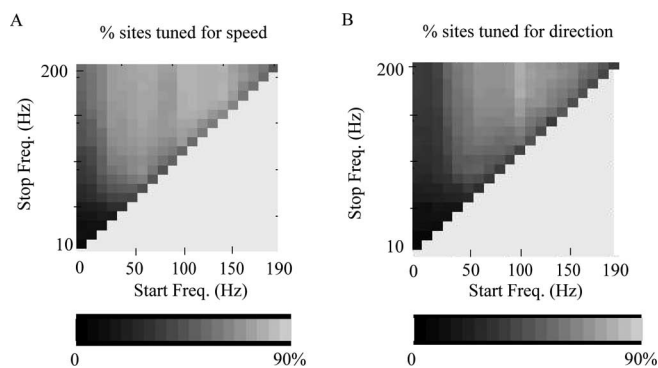 A
% sites tuned for speed
200
10
Stop Freq. (Hz)
0 50 100 150 190
Start Freq. (Hz)
0 90%
B
% sites tuned for direction
200
10
Stop Freq. (Hz)
0 50 100 150 190
Start Freq. (Hz)
0 90%